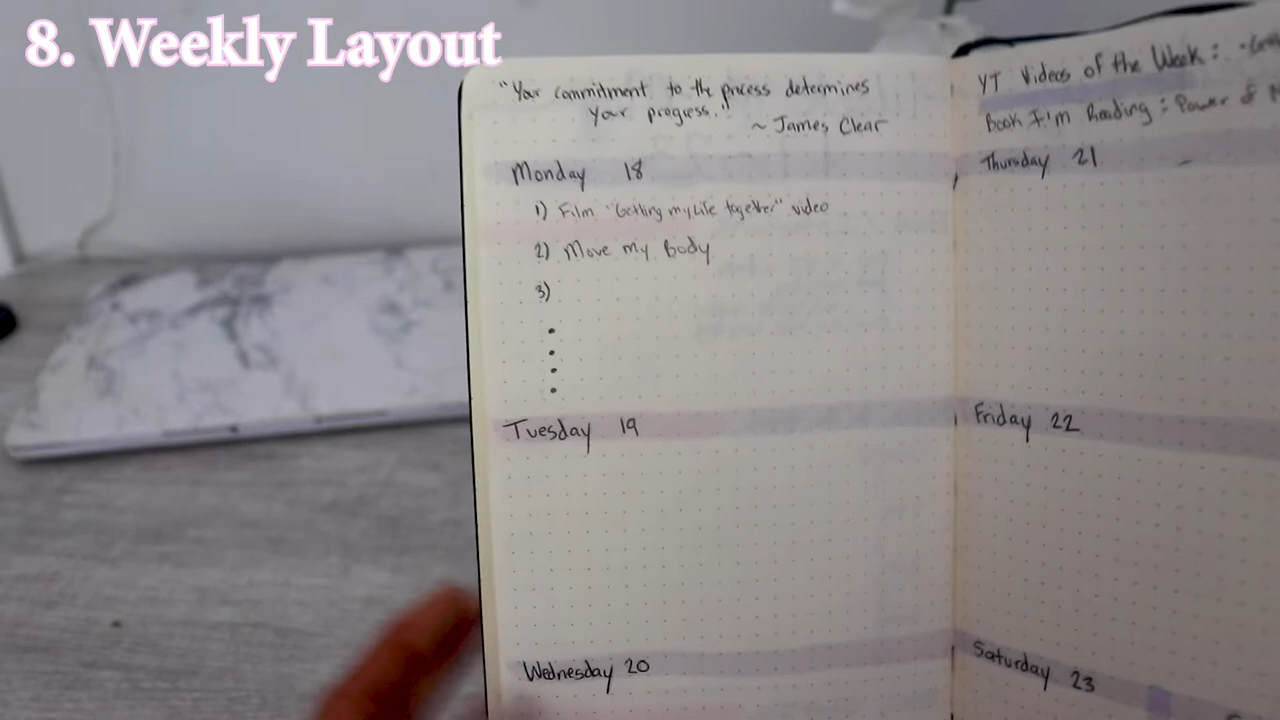 8. Weekly Layout
"Your commitment to the process determines
your progress."
~ James Clear
Monday 18
1) Film "Getting my life together" video
2) Move my Body
3)
Tuesday 19
Wednesday 20
YT Videos of the Week :
Book I'm Reading : Power of
Thursday 21
Friday 22
Saturday 23